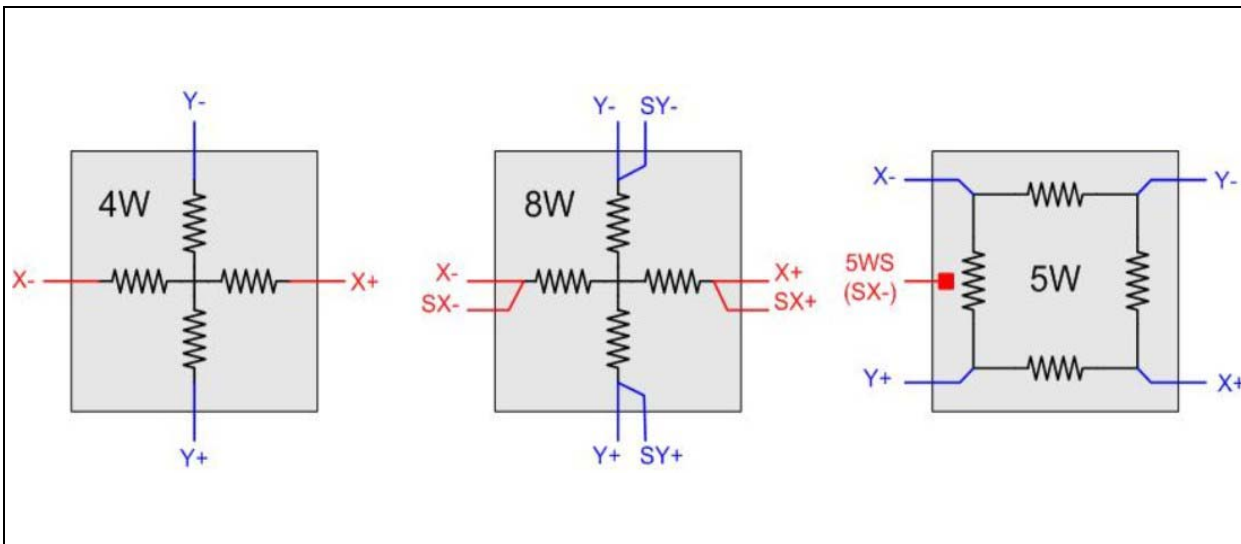 Y-
4W
X-
X+
Y+
Y- SY-
8W
X-
SX-
X+
SX+
Y+ SY+
X-
Y-
5WS
(SX-)
5W
Y+
X+